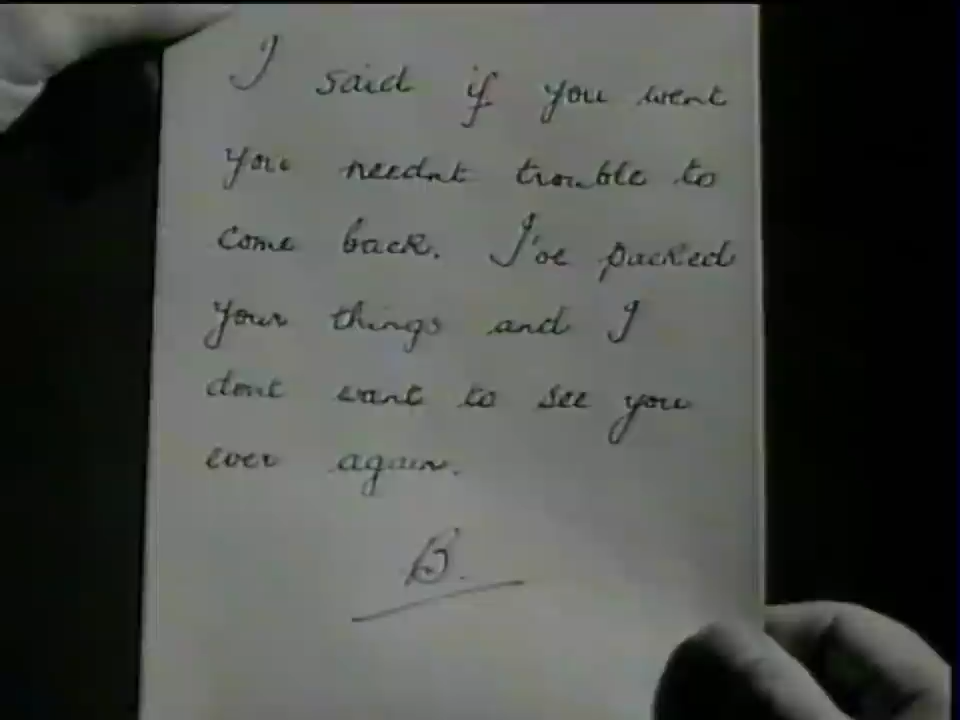 I said if you went
you neednt trouble to
come back. I've packed
your things and I
dont want to see you
ever again.
B.